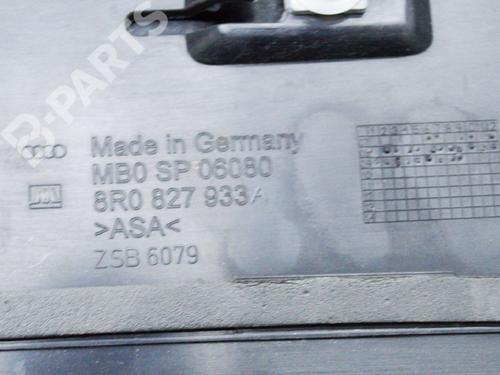 B-PARTS
Made in Germany
MB0 SP 06080
8R0 827 933 A
>ASA<
ZSB 6079